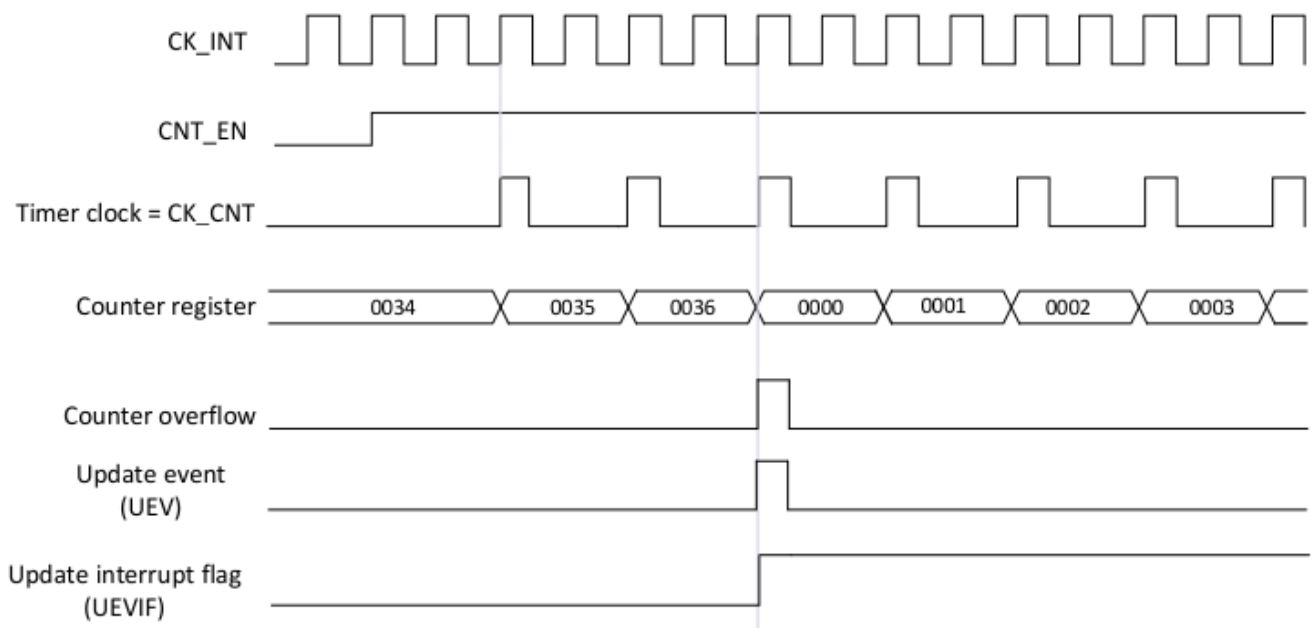 CK_INT
CNT_EN
Timer clock = CK_CNT
Counter register
0034
0035
0036
0000
0001
0002
0003
Counter overflow
Update event
(UEV)
Update interrupt flag
(UEVIF)